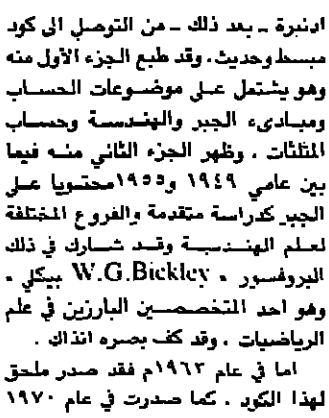 ادنبرة ـ بعد ذلك ـ من التوصل الى كود
مبسط وحديث. وقد طبع الجزء الأول منه
وهو يشتمل على موضوعات الحساب
ومبادىء الجبر والهندسة وحساب
المثلثات . وظهر الجزء الثاني منه فيما
بين عامي ١٩٤٩ و١٩٥٥ محتويا على
الجبر كدراسة متقدمة والفروع المختلفة
لعلم الهندسة وقد شارك في ذلك
البروفسور . W.G.Bickley بيكلي .
وهو احد المتخصصين البارزين في علم
الرياضيات . وقد كف بصره انذاك .
اما في عام ١٩٦٣م فقد صدر ملحق
لهذا الكود . كما صدرت في عام ١٩٧٠